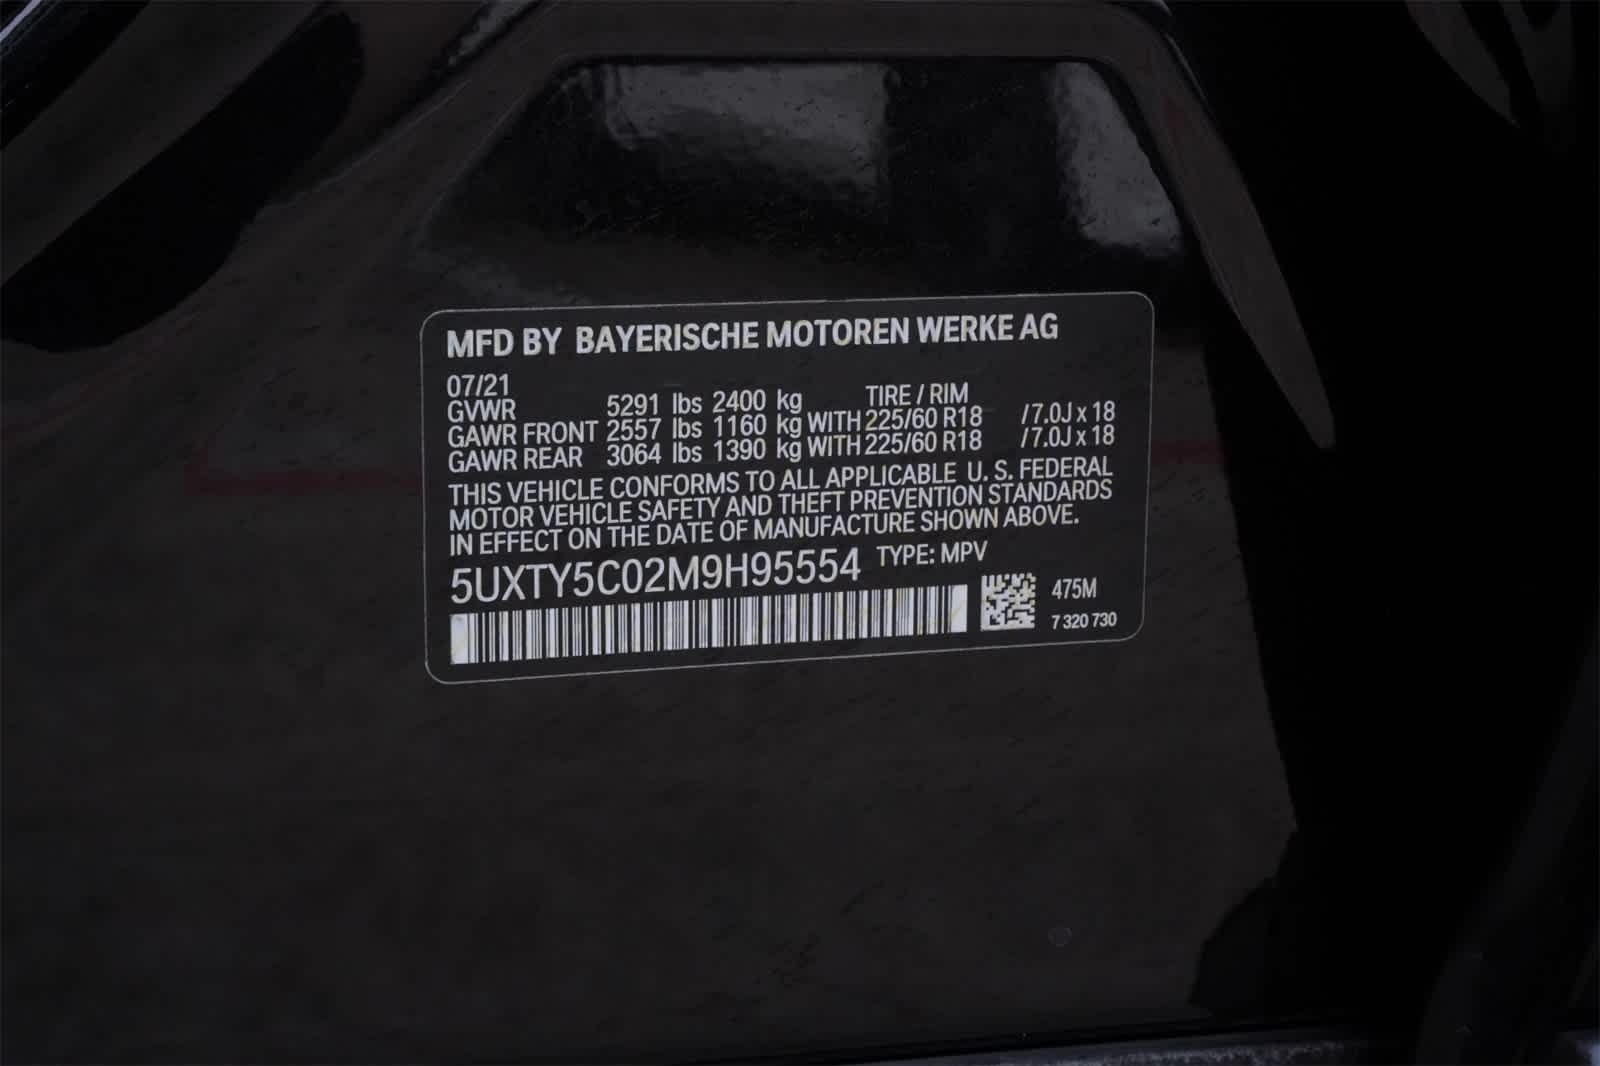 MFD BY BAYERISCHE MOTOREN WERKE AG
07/21
GVWR 5291 lbs 2400 kg TIRE / RIM
GAWR FRONT 2557 lbs 1160 kg WITH 225/60 R18 /7.0J x 18
GAWR REAR 3064 lbs 1390 kg WITH 225/60 R18 /7.0J x 18
THIS VEHICLE CONFORMS TO ALL APPLICABLE U. S. FEDERAL
MOTOR VEHICLE SAFETY AND THEFT PREVENTION STANDARDS
IN EFFECT ON THE DATE OF MANUFACTURE SHOWN ABOVE.
5UXTY5C02M9H95554 TYPE: MPV
475M
7 320 730